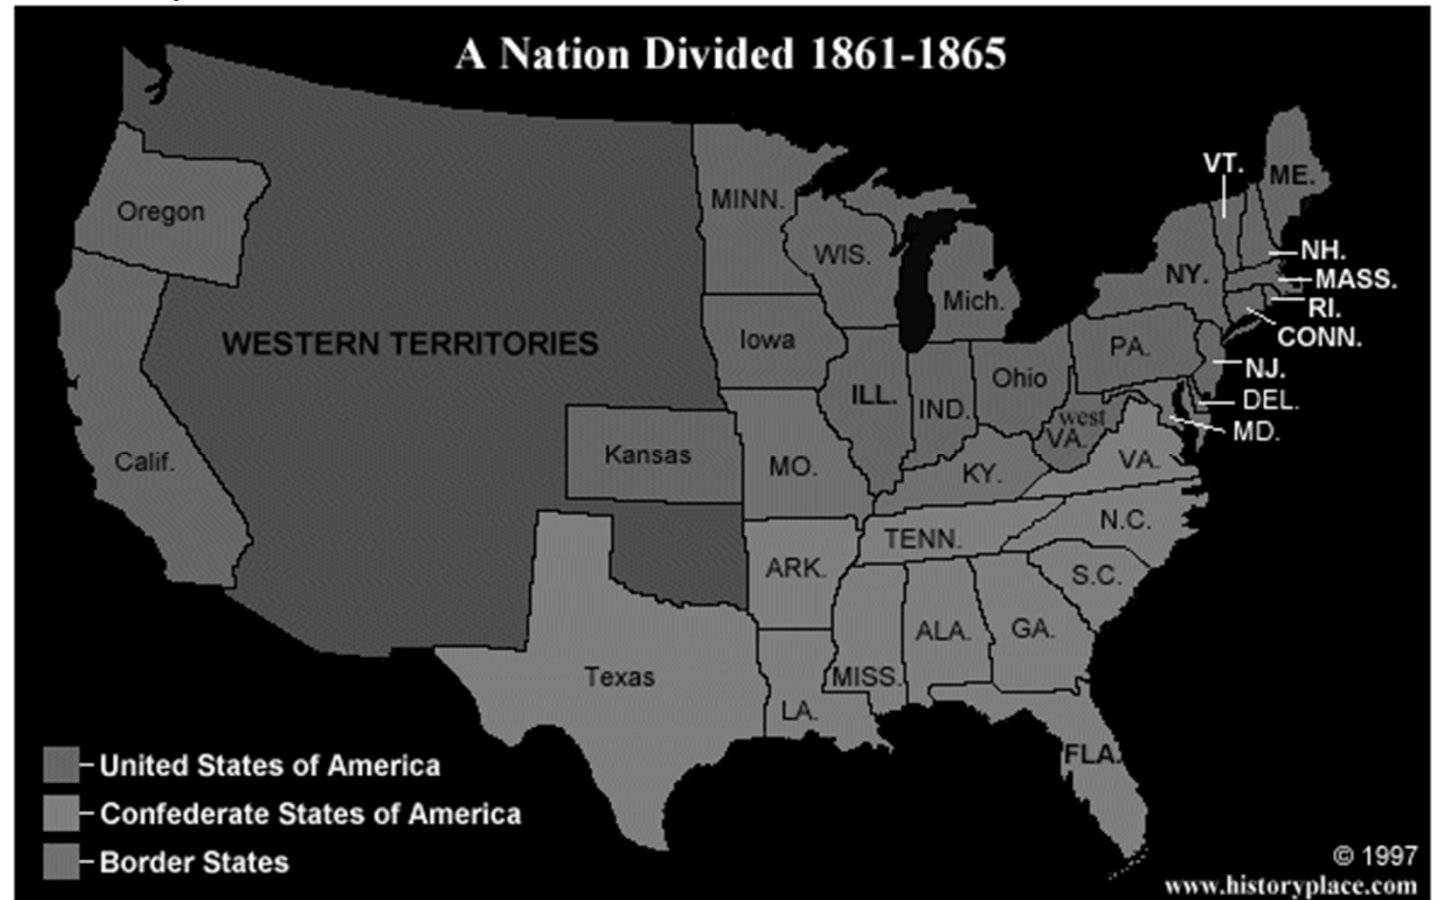 A Nation Divided 1861-1865
VT.
ME.
MINN.
Oregon
WIS.
NH.
NY.
MASS.
Mich.
RI.
CONN.
WESTERN TERRITORIES
Iowa
PA.
NJ.
Ohio
ILL.
IND.
DEL.
west
VA.
MD.
Kansas
Calif.
MO.
KY.
VA.
N.C.
TENN.
ARK.
S.C.
ALA.
GA.
Texas
MISS.
LA.
FLA.
United States of America
Confederate States of America
Border States
© 1997
www.historyplace.com